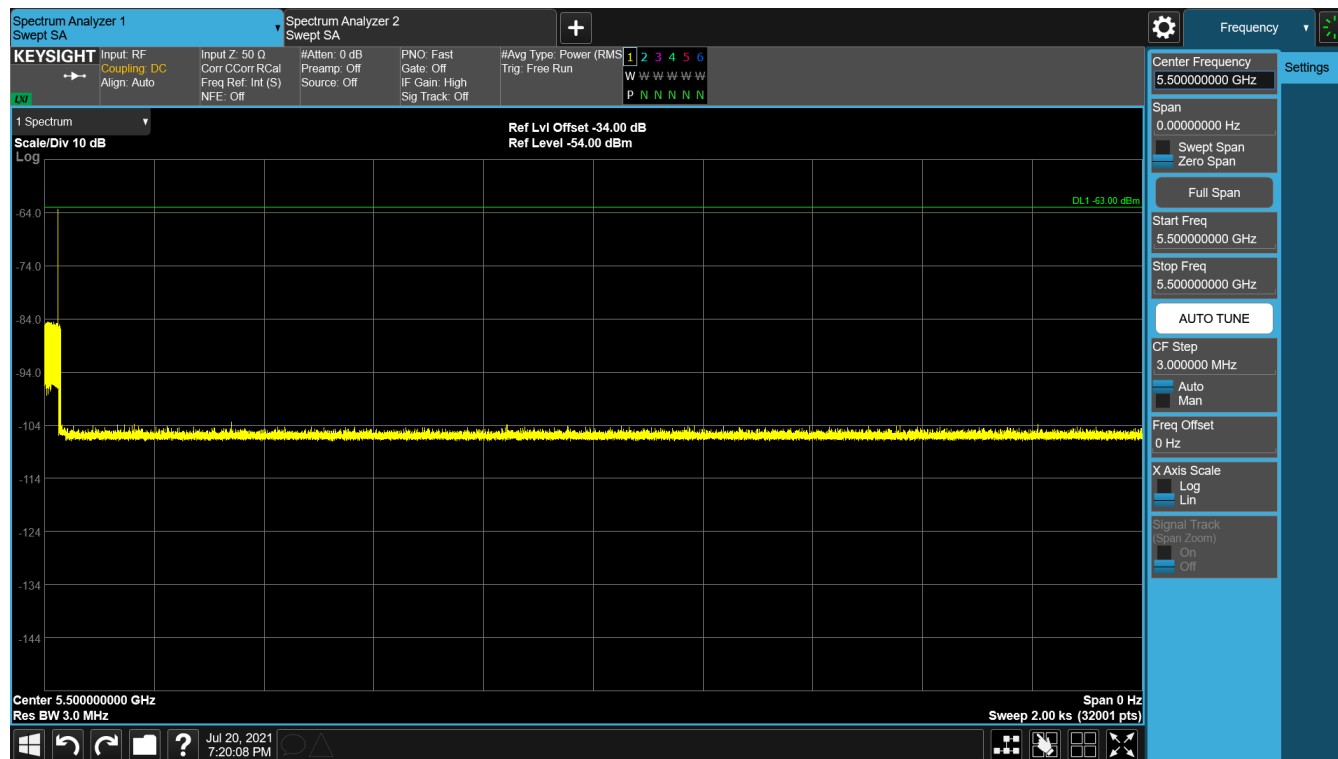 Spectrum Analyzer 1
Swept SA
Spectrum Analyzer 2
Swept SA
Frequency
KEYSIGHT
LXI
Input: RF
Coupling: DC
Align: Auto
Input Z: 50 Ω
Corr CCorr RCal
Freq Ref: Int (S)
NFE: Off
#Atten: 0 dB
Preamp: Off
Source: Off
PNO: Fast
Gate: Off
IF Gain: High
Sig Track: Off
#Avg Type: Power (RMS
Trig: Free Run
1 2 3 4 5 6
W W W W W W
P N N N N N
1 Spectrum
Scale/Div 10 dB
Log
Ref Lvl Offset -34.00 dB
Ref Level -54.00 dBm
DL1 -63.00 dBm
-64.0
-74.0
-84.0
-94.0
-104
-114
-124
-134
-144
Center 5.500000000 GHz
Res BW 3.0 MHz
Span 0 Hz
Sweep 2.00 ks (32001 pts)
?
Jul 20, 2021
7:20:08 PM
Center Frequency
5.500000000 GHz
Settings
Span
0.00000000 Hz
Swept Span
Zero Span
Full Span
Start Freq
5.500000000 GHz
Stop Freq
5.500000000 GHz
AUTO TUNE
CF Step
3.000000 MHz
Auto
Man
Freq Offset
0 Hz
X Axis Scale
Log
Lin
Signal Track
(Span Zoom)
On
Off